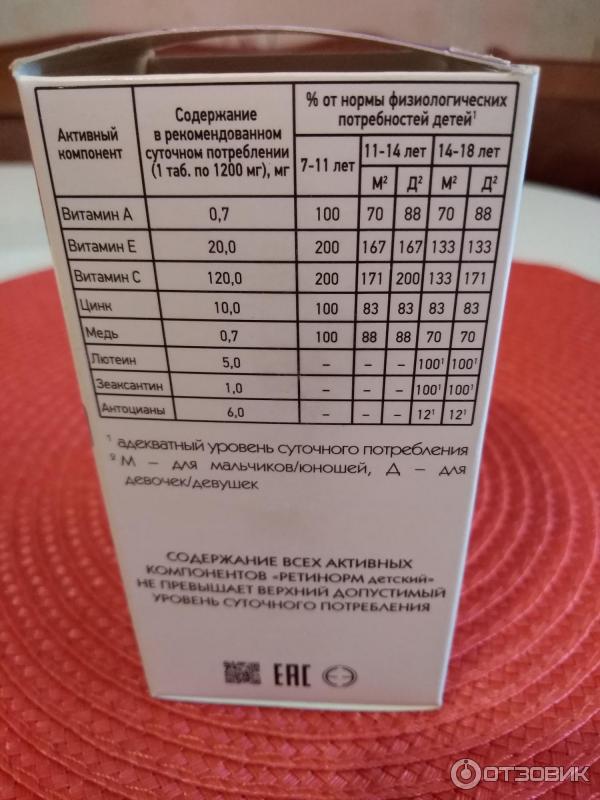 Активный компонент | Содержание в рекомендованном суточном потреблении (1 таб. по 1200 мг), мг | % от нормы физиологических потребностей детей¹
7-11 лет | 11-14 лет | 14-18 лет
М² | Д² | М² | Д²
Витамин А | 0,7 | 100 | 70 | 88 | 70 | 88
Витамин Е | 20,0 | 200 | 167 | 167 | 133 | 133
Витамин С | 120,0 | 200 | 171 | 200 | 133 | 171
Цинк | 10,0 | 100 | 83 | 83 | 83 | 83
Медь | 0,7 | 100 | 88 | 88 | 70 | 70
Лютеин | 5,0 | – | – | – | 100¹ | 100¹
Зеаксантин | 1,0 | – | – | – | 100¹ | 100¹
Антоцианы | 6,0 | – | – | – | 12¹ | 12¹
¹ адекватный уровень суточного потребления
² М – для мальчиков/юношей, Д – для
девочек/девушек
СОДЕРЖАНИЕ ВСЕХ АКТИВНЫХ
КОМПОНЕНТОВ «РЕТИНОРМ детский»
НЕ ПРЕВЫШАЕТ ВЕРХНИЙ ДОПУСТИМЫЙ
УРОВЕНЬ СУТОЧНОГО ПОТРЕБЛЕНИЯ
EAC
ОТЗОВИК